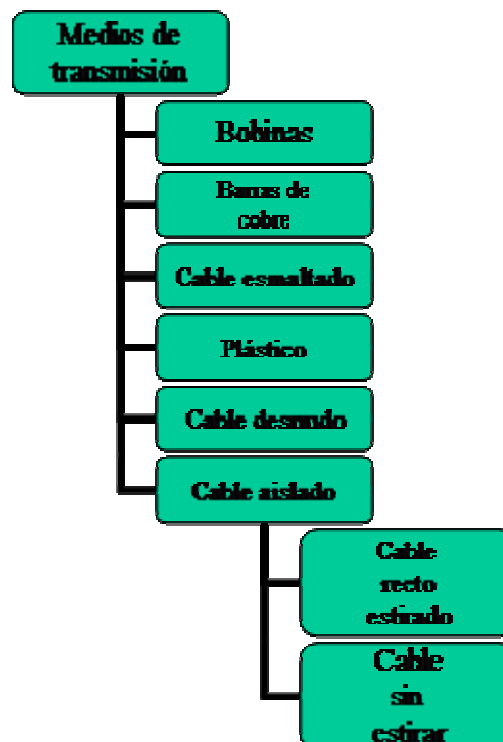 Medios de
transmisión
Bobinas
Barras de
cobre
Cable esmaltado
Plástico
Cable desnudo
Cable aislado
Cable
recto
estirado
Cable
sin
estirar